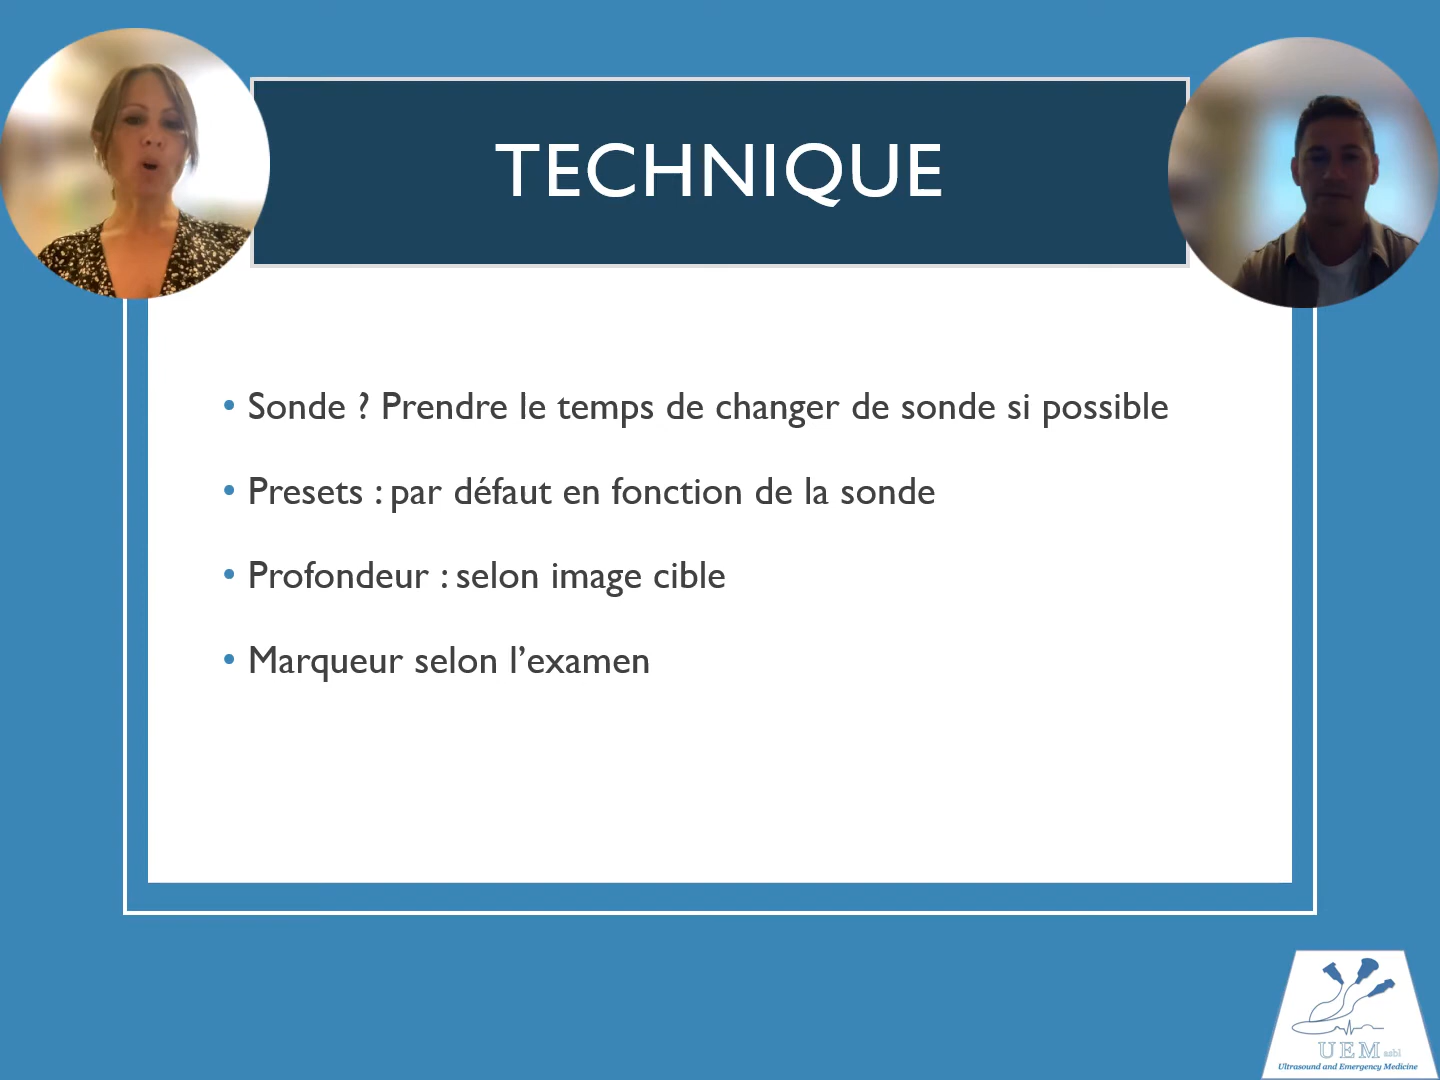 TECHNIQUE
• Sonde ? Prendre le temps de changer de sonde si possible
• Presets : par défaut en fonction de la sonde
• Profondeur : selon image cible
• Marqueur selon l’examen
UEM asbl
Ultrasound and Emergency Medicine